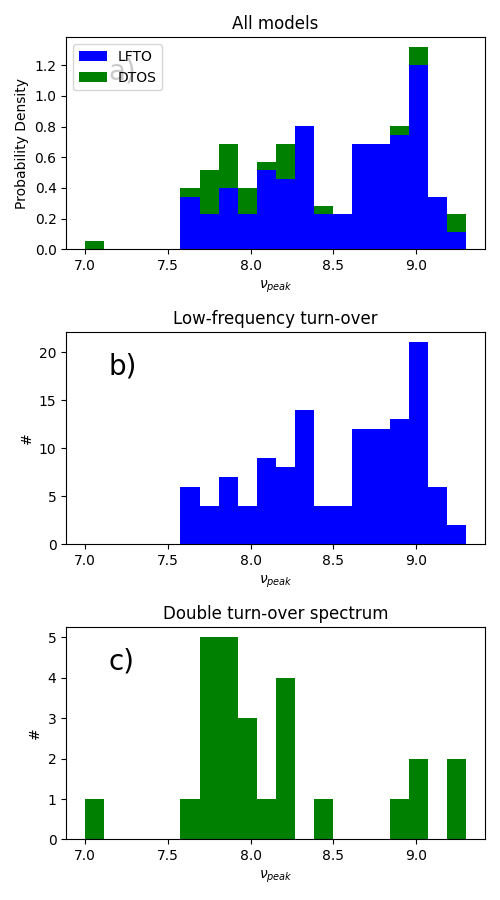 All models
a)
LFTO
DTOS
1.2
1.0
0.8
0.6
0.4
0.2
0.0
Probability Density
7.0 7.5 8.0 8.5 9.0
ν_peak
Low-frequency turn-over
b)
20
15
10
5
0
#
7.0 7.5 8.0 8.5 9.0
ν_peak
Double turn-over spectrum
c)
5
4
3
2
1
0
#
7.0 7.5 8.0 8.5 9.0
ν_peak